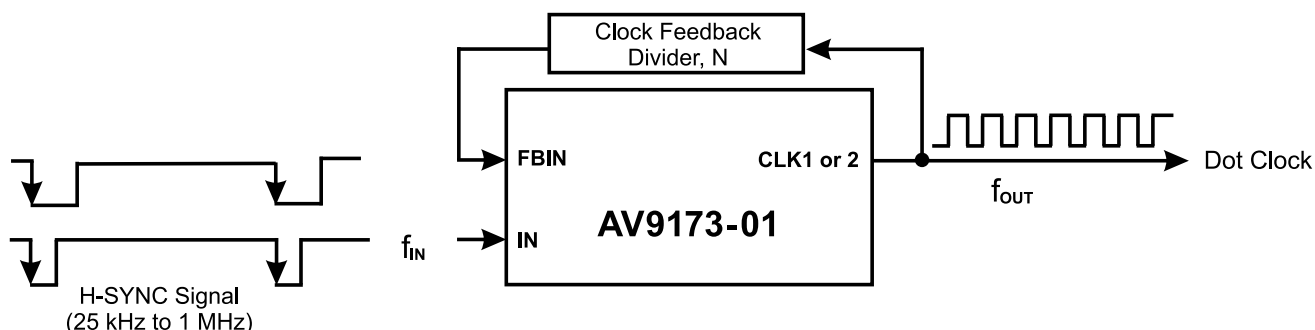 Clock Feedback
Divider, N
FBIN
CLK1 or 2
Dot Clock
fOUT
AV9173-01
fIN
IN
H-SYNC Signal
(25 kHz to 1 MHz)